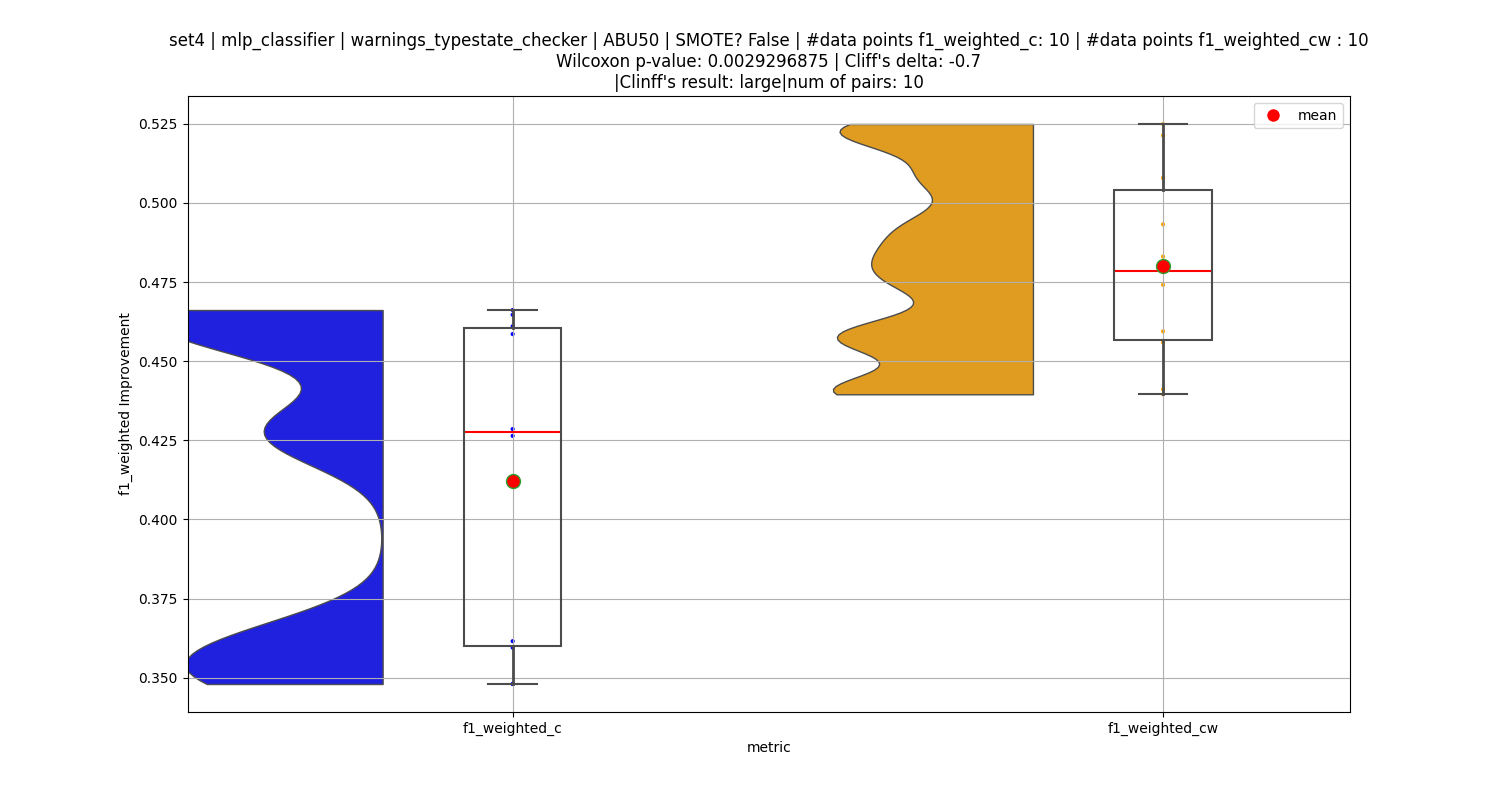 set4 | mlp_classifier | warnings_typestate_checker | ABU50 | SMOTE? False | #data points f1_weighted_c: 10 | #data points f1_weighted_cw : 10
Wilcoxon p-value: 0.0029296875 | Cliff's delta: -0.7
|Clinff's result: large|num of pairs: 10
mean
0.525
0.500
0.475
0.450
0.425
0.400
0.375
0.350
f1_weighted Improvement
f1_weighted_c
f1_weighted_cw
metric